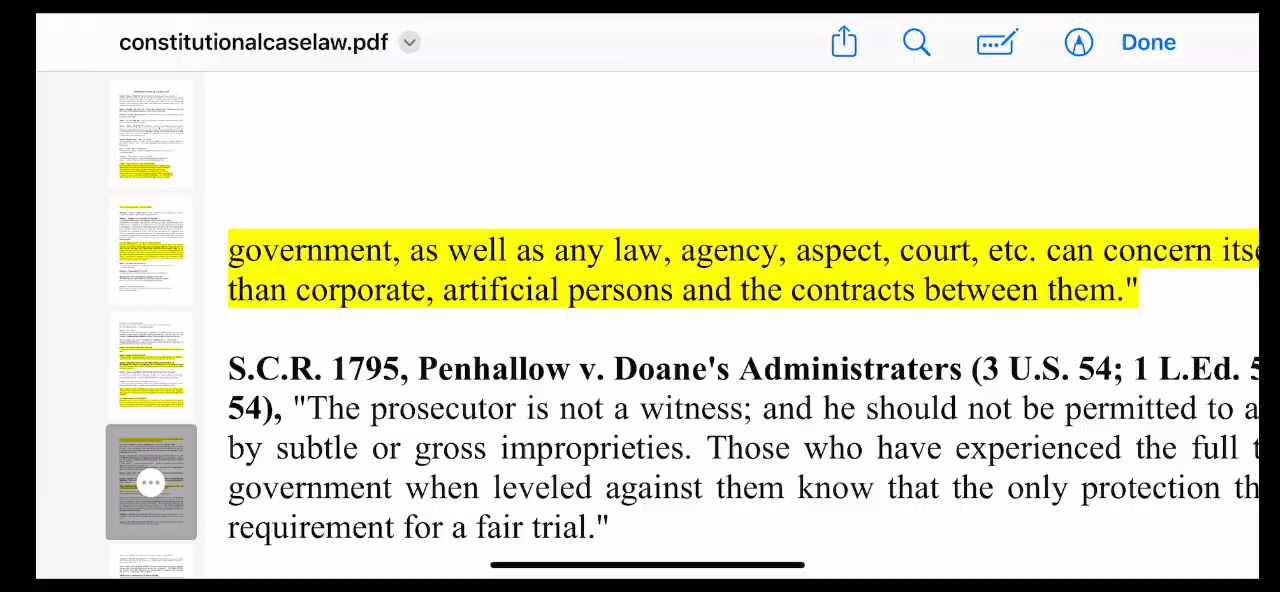 constitutionalcaselaw.pdf
Done
government, as well as any law, agency, aspect, court, etc. can concern itse
than corporate, artificial persons and the contracts between them."
S.C.R. 1795, Penhallow v. Doane's Administraters (3 U.S. 54; 1 L.Ed. 5
54), "The prosecutor is not a witness; and he should not be permitted to a
by subtle or gross improprieties. Those who have experienced the full t
government when leveled against them know that the only protection th
requirement for a fair trial."